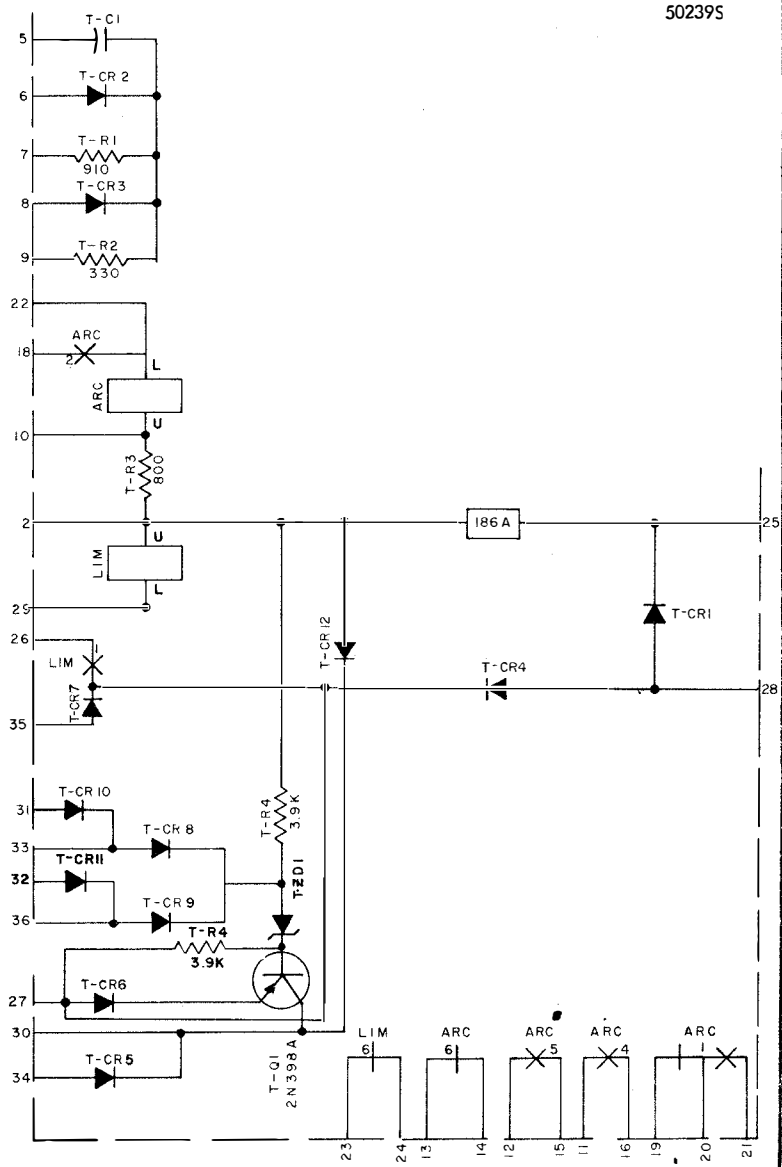 50239S
T-C1
5
T-CR2
6
T-R1
7
910
T-CR3
8
T-R2
9
330
22
ARC
18
2
L
ARC
U
10
T-R3
800
2
186A
25
U
LIM
L
29
26
1
LIM
T-CR12
T-CR1
T-CR4
28
T-CR7
35
T-CR10
31
T-R4
3.9K
T-CR8
33
T-CR11
32
T-ZD1
T-CR9
36
T-R4
3.9K
T-CR6
27
30
T-CR5
34
T-Q1
2N398A
LIM
6
ARC
6
ARC
5
ARC
4
ARC
1
23
24
13
14
12
15
11
16
19
20
21